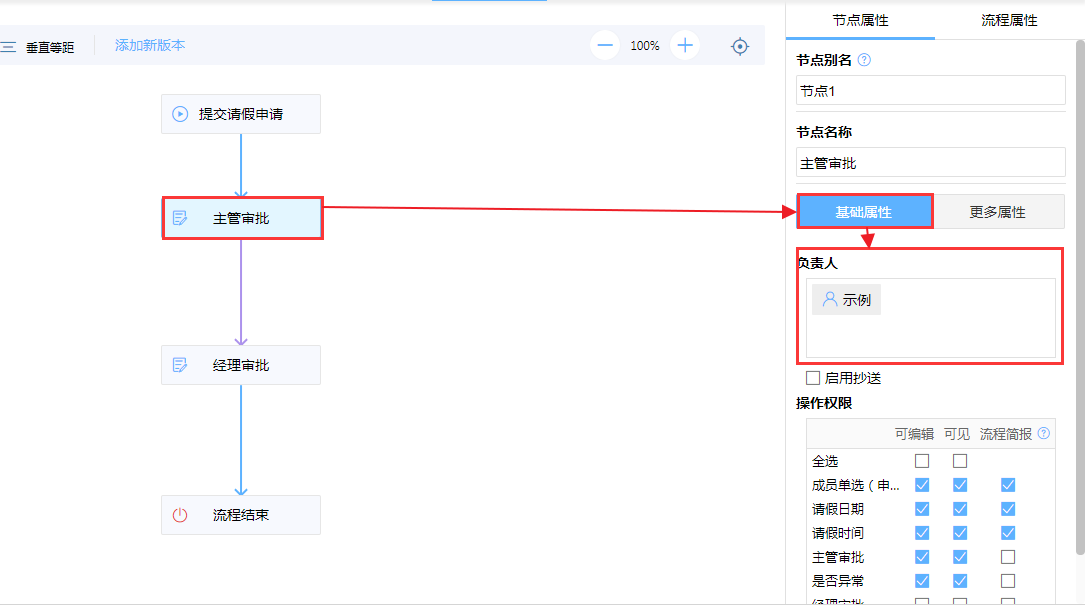 垂直等距
添加新版本
100%
提交请假申请
主管审批
经理审批
流程结束
节点属性 流程属性
节点别名 ?
节点1
节点名称
主管审批
基础属性 更多属性
负责人
示例
启用抄送
操作权限
可编辑 可见 流程简报 ?
全选
成员单选（申...
请假日期
请假时间
主管审批
是否异常
经理审批